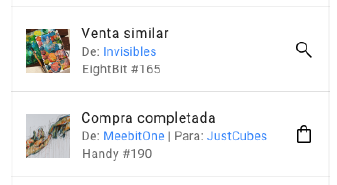 Venta similar
De: Invisibles
EightBit #165
Compra completada
De: MeebitOne | Para: JustCubes
Handy #190